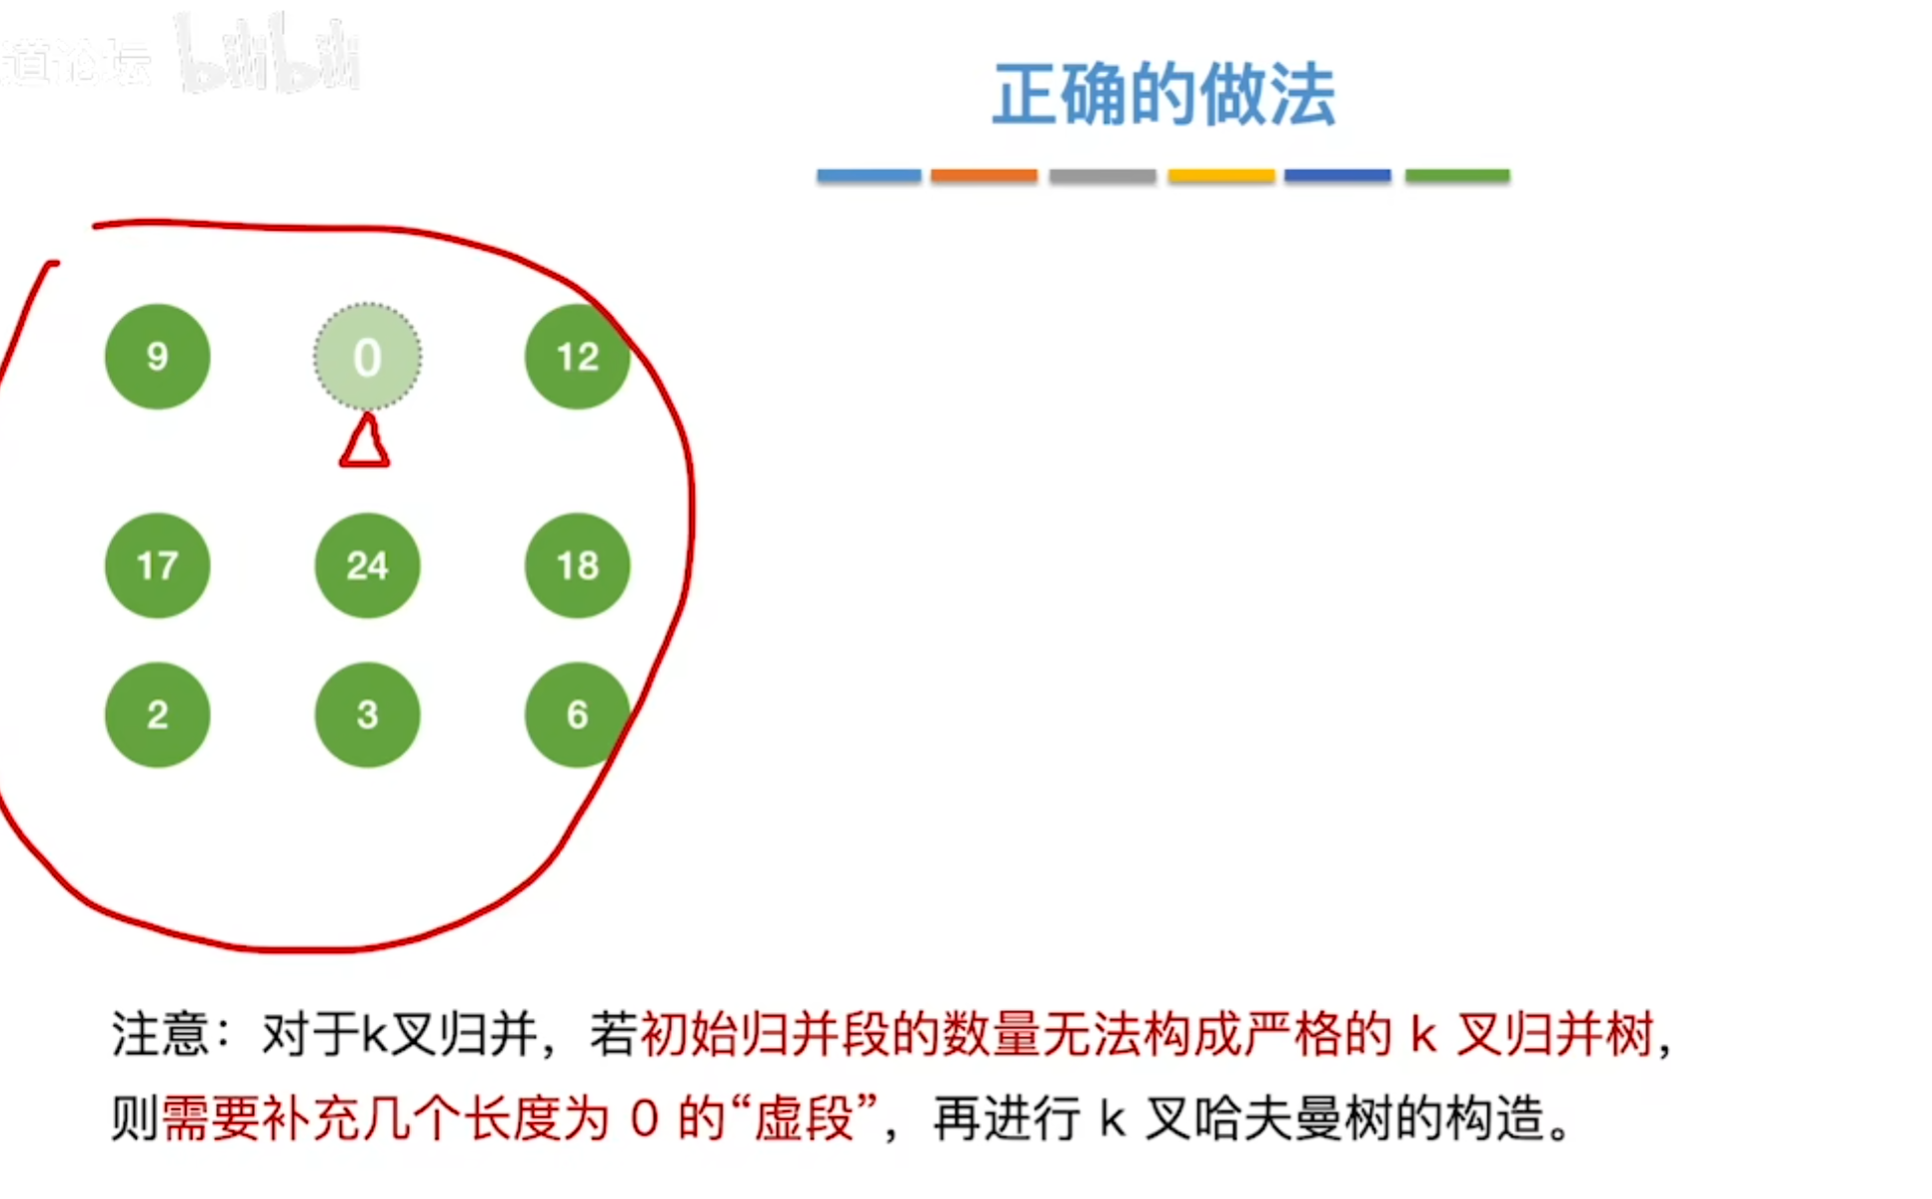 道论坛 bilibili
正确的做法
9 0 12
17 24 18
2 3 6
注意：对于k叉归并，若初始归并段的数量无法构成严格的 k 叉归并树，
则需要补充几个长度为 0 的“虚段”，再进行 k 叉哈夫曼树的构造。